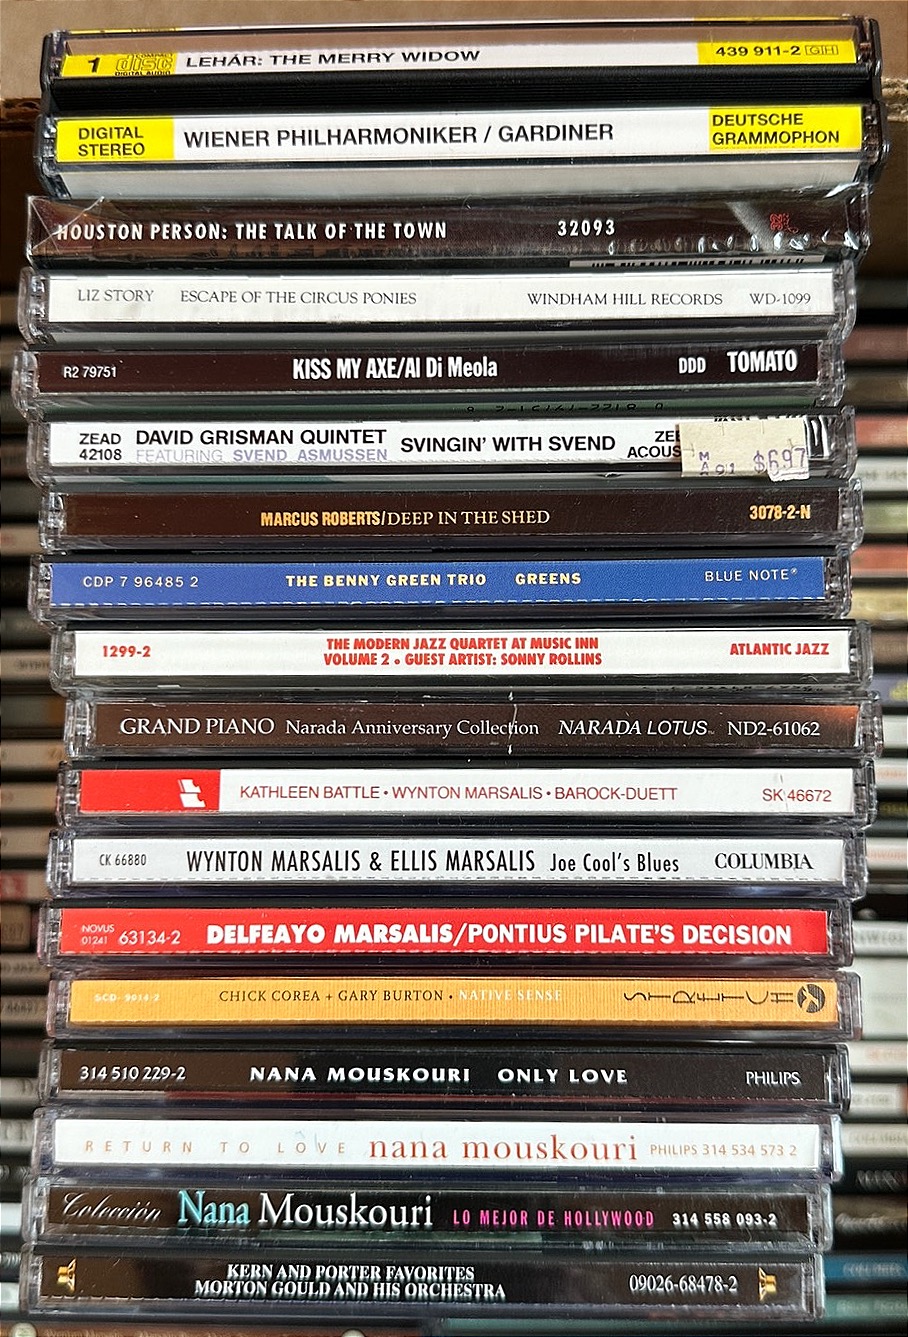 1 COMPACT disc DIGITAL AUDIO LEHÁR: THE MERRY WIDOW 439 911-2 GH
DIGITAL STEREO WIENER PHILHARMONIKER / GARDINER DEUTSCHE GRAMMOPHON
HOUSTON PERSON: THE TALK OF THE TOWN 32093
LIZ STORY ESCAPE OF THE CIRCUS PONIES WINDHAM HILL RECORDS WD-1099
R2 79751 KISS MY AXE/Al Di Meola DDD TOMATO
ZEAD 42108 DAVID GRISMAN QUINTET SVINGIN' WITH SVEND
FEATURING SVEND ASMUSSEN
$6.97
MARCUS ROBERTS/DEEP IN THE SHED 3078-2-N
CDP 7 96485 2 THE BENNY GREEN TRIO GREENS BLUE NOTE®
1299-2 THE MODERN JAZZ QUARTET AT MUSIC INN ATLANTIC JAZZ
VOLUME 2 • GUEST ARTIST: SONNY ROLLINS
GRAND PIANO Narada Anniversary Collection NARADA LOTUS™ ND2-61062
KATHLEEN BATTLE • WYNTON MARSALIS • BAROCK-DUETT SK 46672
CK 66880 WYNTON MARSALIS & ELLIS MARSALIS Joe Cool's Blues COLUMBIA
NOVUS 01241 63134-2 DELFEAYO MARSALIS/PONTIUS PILATE'S DECISION
SCD-9014-2 CHICK COREA + GARY BURTON • NATIVE SENSE STRETCH
314 510 229-2 NANA MOUSKOURI ONLY LOVE PHILIPS
RETURN TO LOVE nana mouskouri PHILIPS 314 534 573 2
Colección Nana Mouskouri LO MEJOR DE HOLLYWOOD 314 558 093-2
KERN AND PORTER FAVORITES
MORTON GOULD AND HIS ORCHESTRA 09026-68478-2